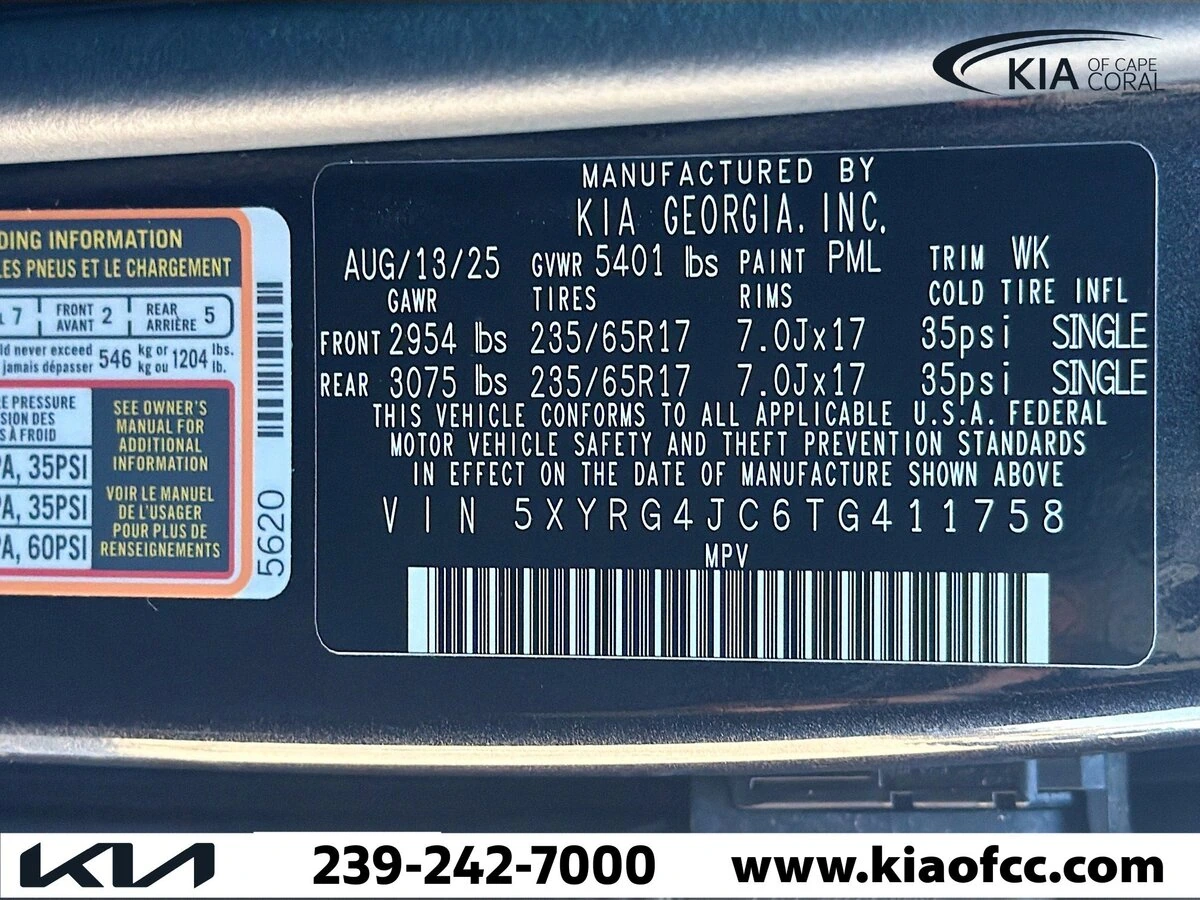 KIA OF CAPE CORAL
MANUFACTURED BY
KIA GEORGIA, INC.
AUG/13/25 GVWR 5401 lbs PAINT PML TRIM WK
GAWR TIRES RIMS COLD TIRE INFL
FRONT 2954 lbs 235/65R17 7.0Jx17 35psi SINGLE
REAR 3075 lbs 235/65R17 7.0Jx17 35psi SINGLE
THIS VEHICLE CONFORMS TO ALL APPLICABLE U.S.A. FEDERAL
MOTOR VEHICLE SAFETY AND THEFT PREVENTION STANDARDS
IN EFFECT ON THE DATE OF MANUFACTURE SHOWN ABOVE
VIN 5XYRG4JC6TG411758
MPV
DING INFORMATION
LES PNEUS ET LE CHARGEMENT
7 FRONT AVANT 2 REAR ARRIÈRE 5
ld never exceed 546 kg or 1204 lbs.
jamais dépasser kg ou lb.
E PRESSURE
SION DES
S À FROID
PA, 35PSI
PA, 35PSI
PA, 60PSI
SEE OWNER'S
MANUAL FOR
ADDITIONAL
INFORMATION
VOIR LE MANUEL
DE L'USAGER
POUR PLUS DE
RENSEIGNEMENTS
5620
KIA 239-242-7000 www.kiaofcc.com